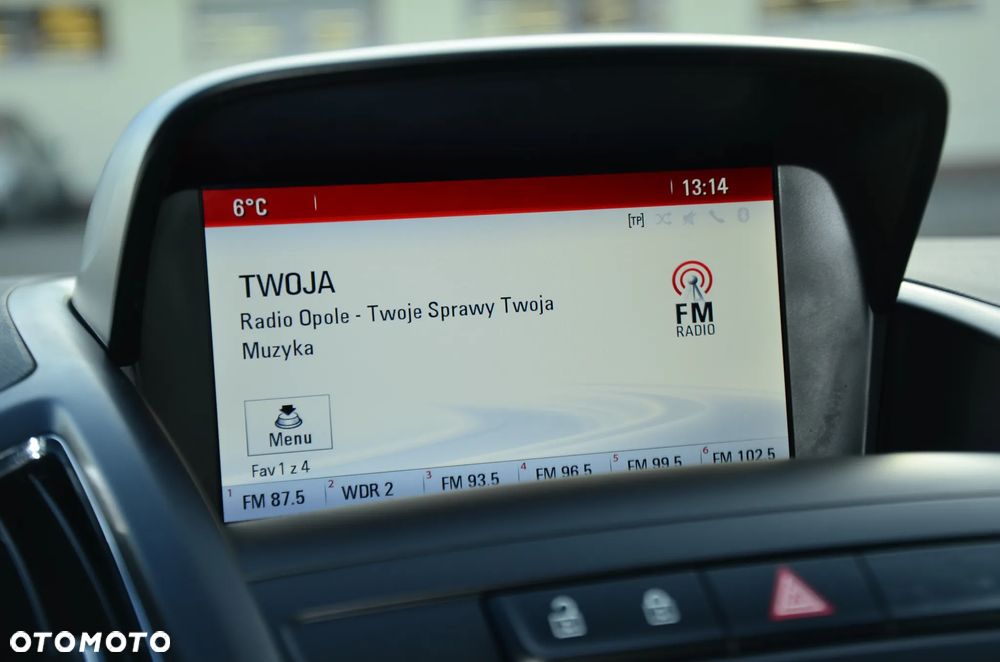 6°C 13:14
[TP]
TWOJA
Radio Opole - Twoje Sprawy Twoja
Muzyka
FM
RADIO
Menu
Fav 1 z 4
1 FM 87.5 2 WDR 2 3 FM 93.5 4 FM 96.5 5 FM 99.5 6 FM 102.5
OTOMOTO